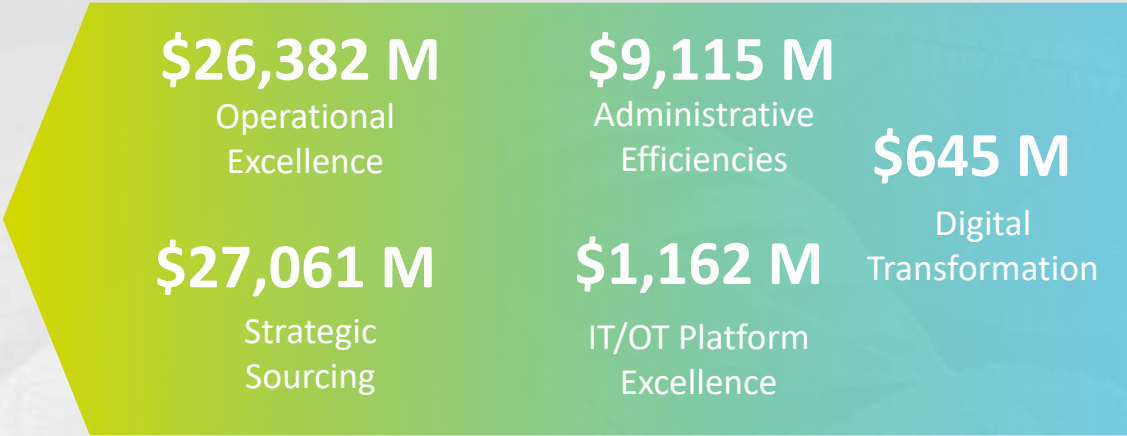 $26,382 M
Operational
Excellence
$9,115 M
Administrative
Efficiencies
$645 M
Digital
Transformation
$27,061 M
Strategic
Sourcing
$1,162 M
IT/OT Platform
Excellence